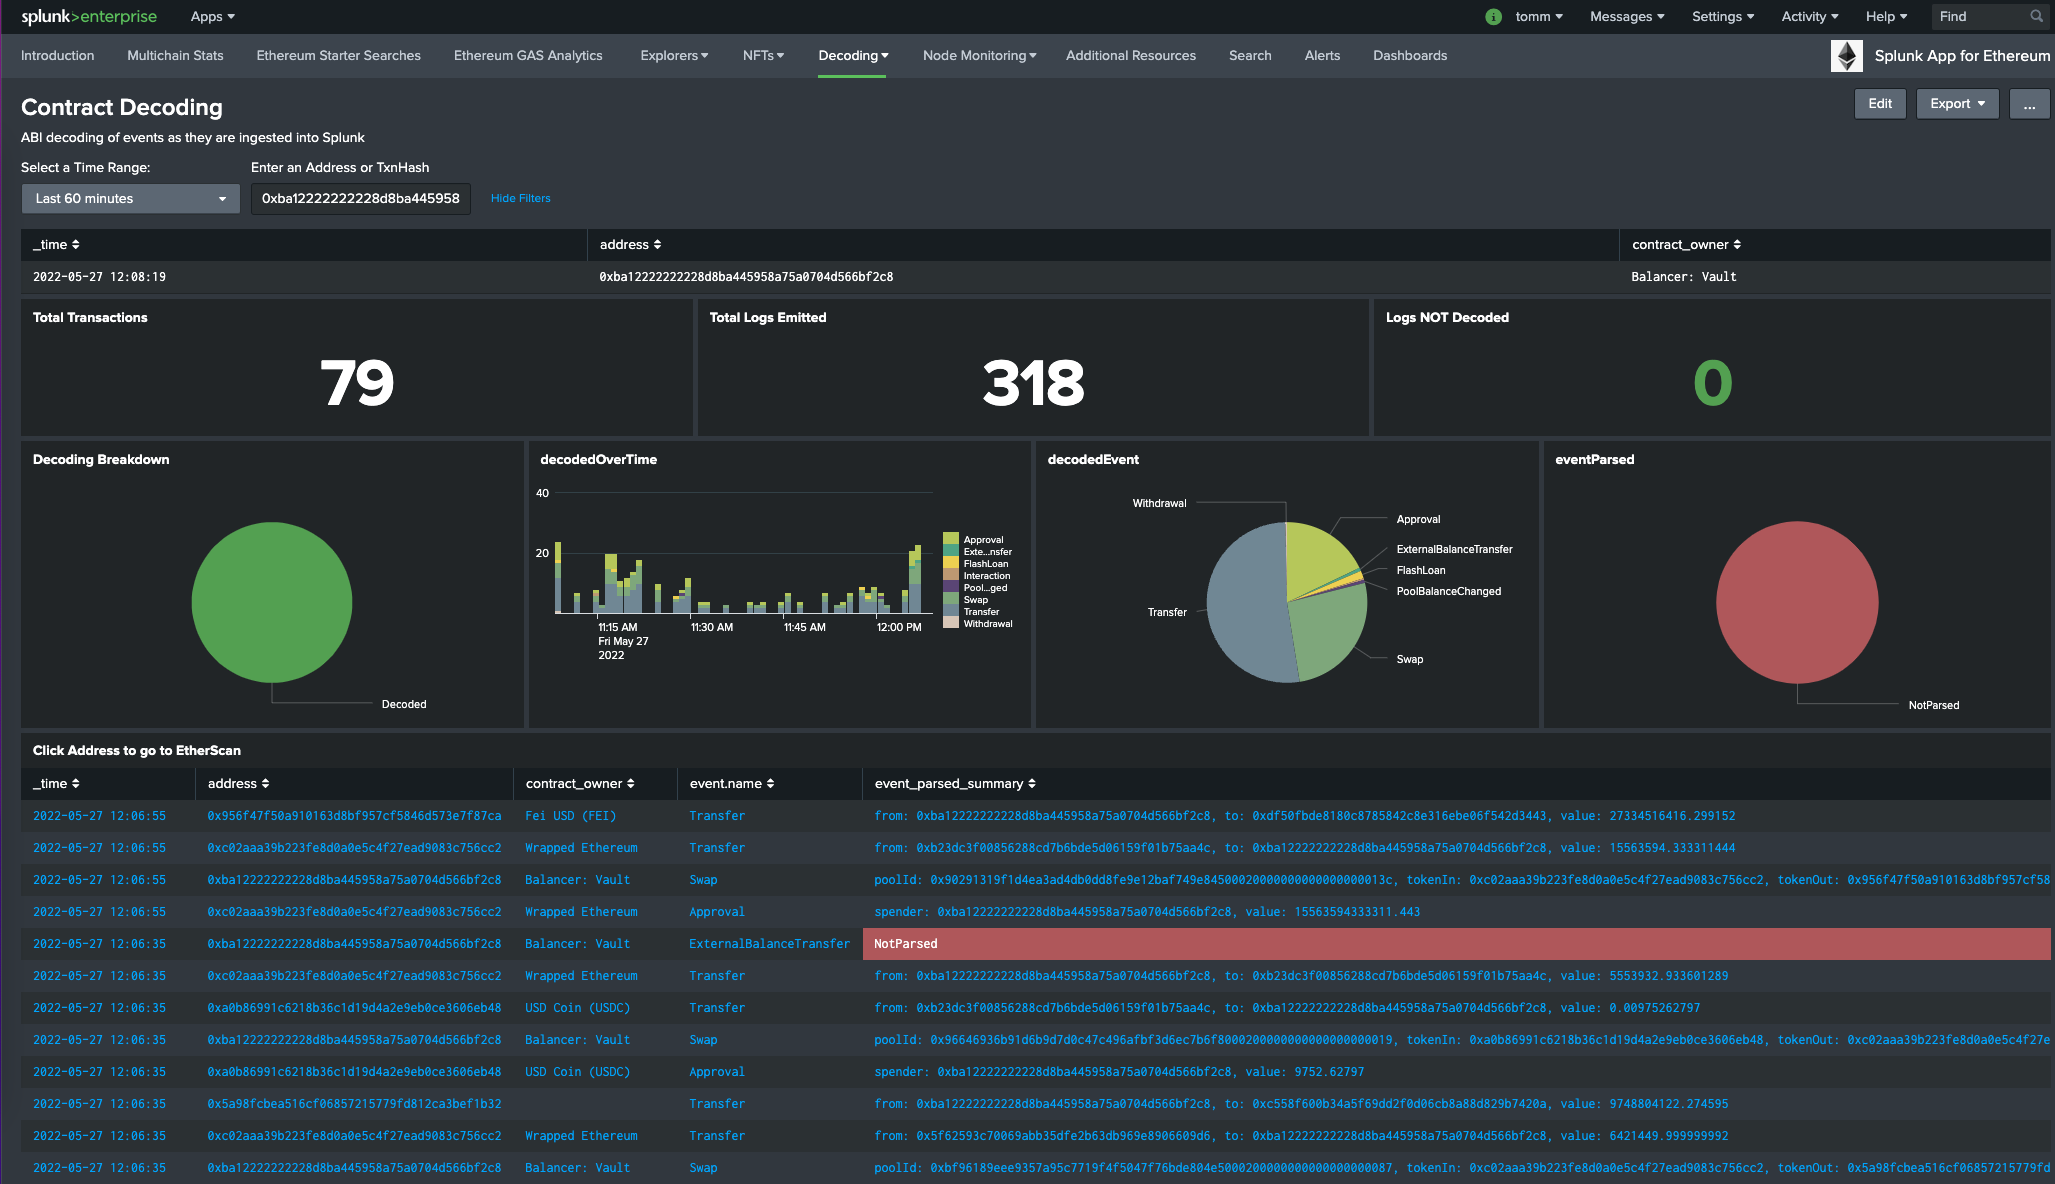 splunk>enterprise Apps tomm Messages Settings Activity Help Find
Introduction Multichain Stats Ethereum Starter Searches Ethereum GAS Analytics Explorers NFTs Decoding Node Monitoring Additional Resources Search Alerts Dashboards Splunk App for Ethereum
Contract Decoding Edit Export ...
ABI decoding of events as they are ingested into Splunk
Select a Time Range: Enter an Address or TxnHash
Last 60 minutes 0xba12222222228d8ba445958 Hide Filters
_time address contract_owner
2022-05-27 12:08:19 0xba12222222228d8ba445958a75a0704d566bf2c8 Balancer: Vault
Total Transactions
79
Total Logs Emitted
318
Logs NOT Decoded
0
Decoding Breakdown
Decoded
decodedOverTime
40
20
11:15 AM 11:30 AM 11:45 AM 12:00 PM
Fri May 27
2022
Approval
Exte...nsfer
FlashLoan
Interaction
Pool...ged
Swap
Transfer
Withdrawal
decodedEvent
Withdrawal
Approval
ExternalBalanceTransfer
FlashLoan
PoolBalanceChanged
Transfer
Swap
eventParsed
NotParsed
Click Address to go to EtherScan
_time address contract_owner event.name event_parsed_summary
2022-05-27 12:06:55 0x956f47f50a910163d8bf957cf5846d573e7f87ca Fei USD (FEI) Transfer from: 0xba12222222228d8ba445958a75a0704d566bf2c8, to: 0xdf50fbde8180c8785842c8e316ebe06f542d3443, value: 27334516416.299152
2022-05-27 12:06:55 0xc02aaa39b223fe8d0a0e5c4f27ead9083c756cc2 Wrapped Ethereum Transfer from: 0xb23dc3f00856288cd7b6bde5d06159f01b75aa4c, to: 0xba12222222228d8ba445958a75a0704d566bf2c8, value: 15563594.333311444
2022-05-27 12:06:55 0xba12222222228d8ba445958a75a0704d566bf2c8 Balancer: Vault Swap poolId: 0x90291319f1d4ea3ad4db0dd8fe9e12baf749e84500020000000000000000013c, tokenIn: 0xc02aaa39b223fe8d0a0e5c4f27ead9083c756cc2, tokenOut: 0x956f47f50a910163d8bf957cf58
2022-05-27 12:06:55 0xc02aaa39b223fe8d0a0e5c4f27ead9083c756cc2 Wrapped Ethereum Approval spender: 0xba12222222228d8ba445958a75a0704d566bf2c8, value: 15563594333311.443
2022-05-27 12:06:35 0xba12222222228d8ba445958a75a0704d566bf2c8 Balancer: Vault ExternalBalanceTransfer NotParsed
2022-05-27 12:06:35 0xc02aaa39b223fe8d0a0e5c4f27ead9083c756cc2 Wrapped Ethereum Transfer from: 0xba12222222228d8ba445958a75a0704d566bf2c8, to: 0xb23dc3f00856288cd7b6bde5d06159f01b75aa4c, value: 5553932.933601289
2022-05-27 12:06:35 0xa0b86991c6218b36c1d19d4a2e9eb0ce3606eb48 USD Coin (USDC) Transfer from: 0xb23dc3f00856288cd7b6bde5d06159f01b75aa4c, to: 0xba12222222228d8ba445958a75a0704d566bf2c8, value: 0.00975262797
2022-05-27 12:06:35 0xba12222222228d8ba445958a75a0704d566bf2c8 Balancer: Vault Swap poolId: 0x96646936b91d6b9d7d0c47c496afbf3d6ec7b6f8000200000000000000000019, tokenIn: 0xa0b86991c6218b36c1d19d4a2e9eb0ce3606eb48, tokenOut: 0xc02aaa39b223fe8d0a0e5c4f27e
2022-05-27 12:06:35 0xa0b86991c6218b36c1d19d4a2e9eb0ce3606eb48 USD Coin (USDC) Approval spender: 0xba12222222228d8ba445958a75a0704d566bf2c8, value: 9752.62797
2022-05-27 12:06:35 0x5a98fcbea516cf06857215779fd812ca3bef1b32 Transfer from: 0xba12222222228d8ba445958a75a0704d566bf2c8, to: 0xc558f600b34a5f69dd2f0d06cb8a88d829b7420a, value: 9748804122.274595
2022-05-27 12:06:35 0xc02aaa39b223fe8d0a0e5c4f27ead9083c756cc2 Wrapped Ethereum Transfer from: 0x5f62593c70069abb35dfe2b63db969e8906609d6, to: 0xba12222222228d8ba445958a75a0704d566bf2c8, value: 6421449.999999992
2022-05-27 12:06:35 0xba12222222228d8ba445958a75a0704d566bf2c8 Balancer: Vault Swap poolId: 0xbf96189eee9357a95c7719f4f5047f76bde804e5000200000000000000000087, tokenIn: 0xc02aaa39b223fe8d0a0e5c4f27ead9083c756cc2, tokenOut: 0x5a98fcbea516cf06857215779fd